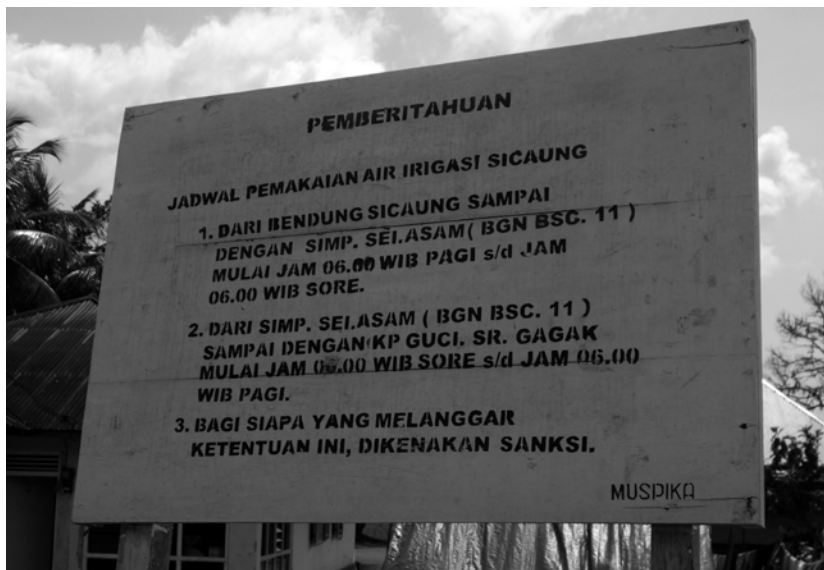 PEMBERITAHUAN
JADWAL PEMAKAIAN AIR IRIGASI SICAUNG
1. DARI BENDUNG SICAUNG SAMPAI
DENGAN SIMP. SEI.ASAM ( BGN BSC. 11 )
MULAI JAM 06.00 WIB PAGI s/d JAM
06.00 WIB SORE.
2. DARI SIMP. SEI.ASAM ( BGN BSC. 11 )
SAMPAI DENGAN KP GUCI. SR. GAGAK
MULAI JAM 06.00 WIB SORE s/d JAM 06.00
WIB PAGI.
3. BAGI SIAPA YANG MELANGGAR
KETENTUAN INI, DIKENAKAN SANKSI.
MUSPIKA